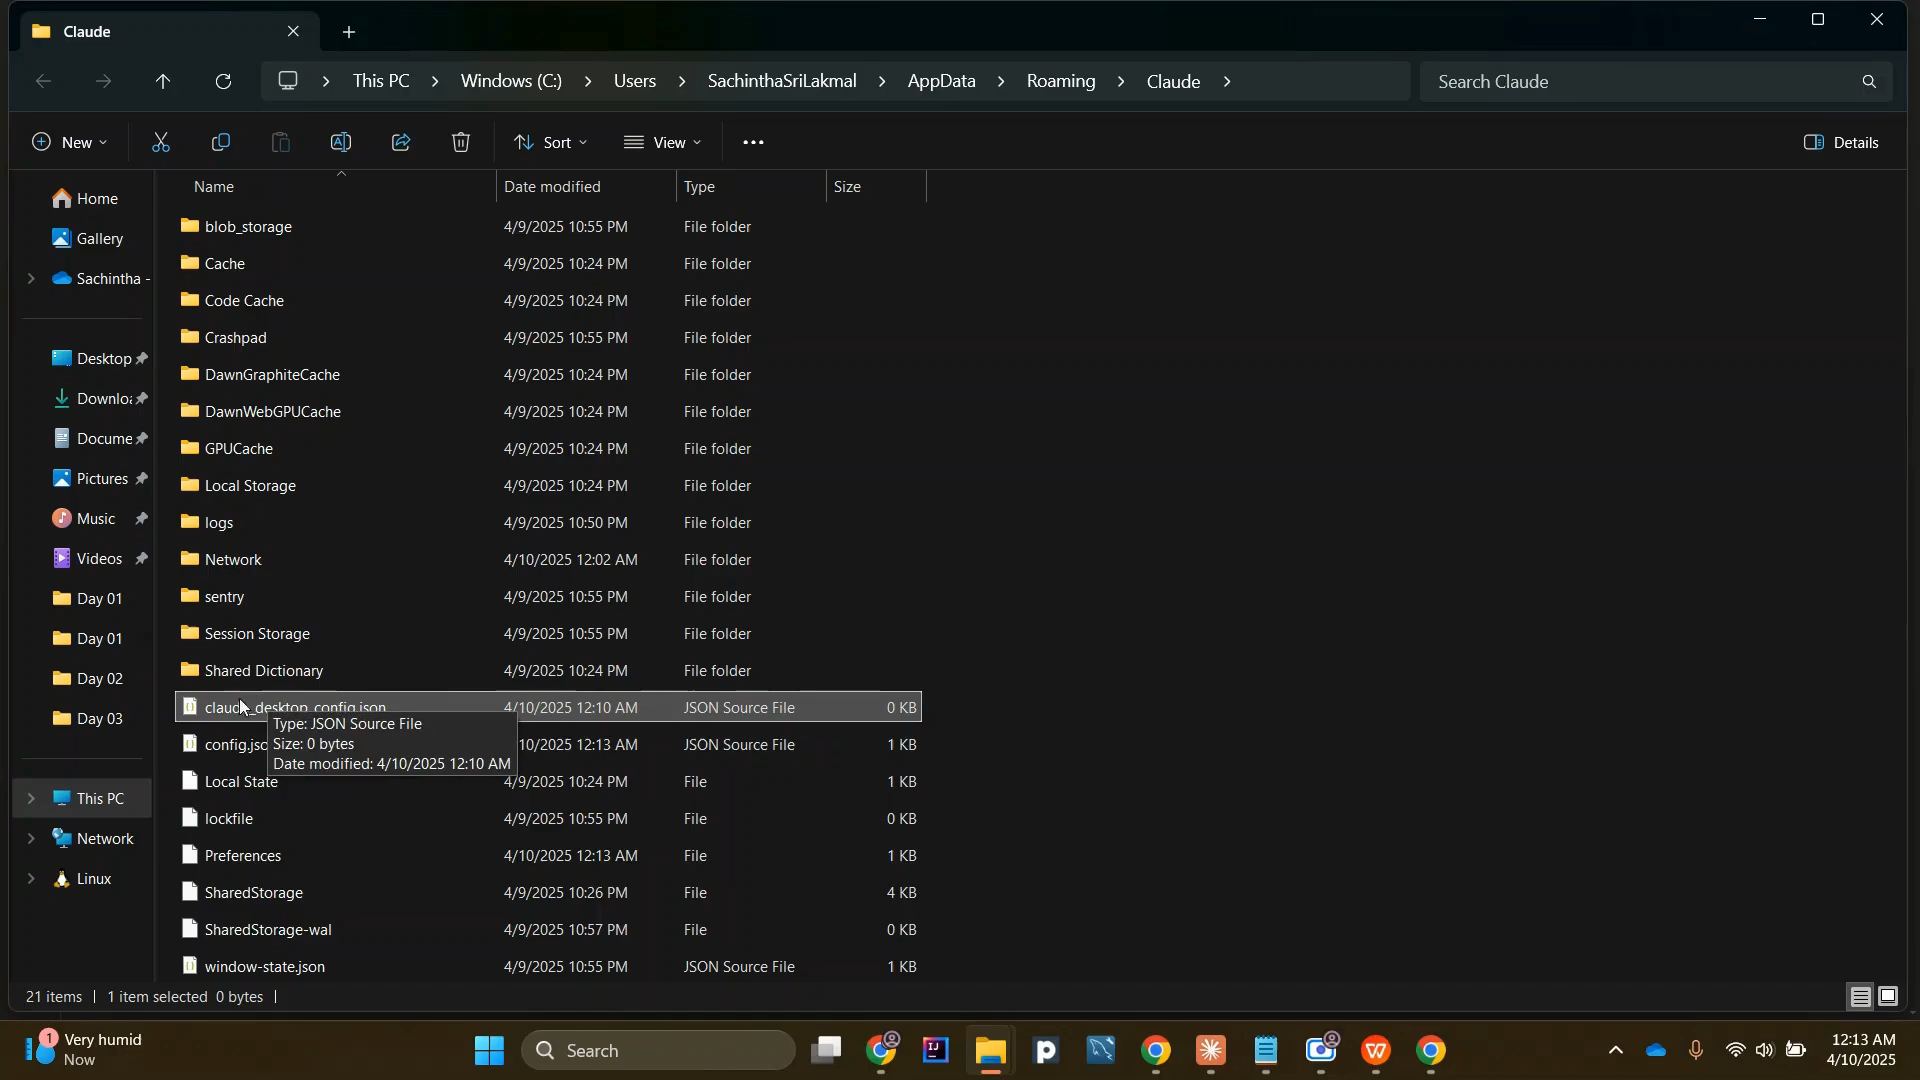 Claude
This PC > Windows (C:) > Users > SachinthaSriLakmal > AppData > Roaming > Claude >
Search Claude
New
Sort
View
Details
Name Date modified Type Size
Home
Gallery
Sachintha -
Desktop
Downloa
Docume
Pictures
Music
Videos
Day 01
Day 01
Day 02
Day 03
This PC
Network
Linux
blob_storage 4/9/2025 10:55 PM File folder
Cache 4/9/2025 10:24 PM File folder
Code Cache 4/9/2025 10:24 PM File folder
Crashpad 4/9/2025 10:55 PM File folder
DawnGraphiteCache 4/9/2025 10:24 PM File folder
DawnWebGPUCache 4/9/2025 10:24 PM File folder
GPUCache 4/9/2025 10:24 PM File folder
Local Storage 4/9/2025 10:24 PM File folder
logs 4/9/2025 10:50 PM File folder
Network 4/10/2025 12:02 AM File folder
sentry 4/9/2025 10:55 PM File folder
Session Storage 4/9/2025 10:55 PM File folder
Shared Dictionary 4/9/2025 10:24 PM File folder
claude_desktop_config.json 4/10/2025 12:10 AM JSON Source File 0 KB
Type: JSON Source File
Size: 0 bytes
Date modified: 4/10/2025 12:10 AM
config.jso 10/2025 12:13 AM JSON Source File 1 KB
Local State 4/9/2025 10:24 PM File 1 KB
lockfile 4/9/2025 10:55 PM File 0 KB
Preferences 4/10/2025 12:13 AM File 1 KB
SharedStorage 4/9/2025 10:26 PM File 4 KB
SharedStorage-wal 4/9/2025 10:57 PM File 0 KB
window-state.json 4/9/2025 10:55 PM JSON Source File 1 KB
21 items 1 item selected 0 bytes
1
Very humid
Now
Search
12:13 AM
4/10/2025